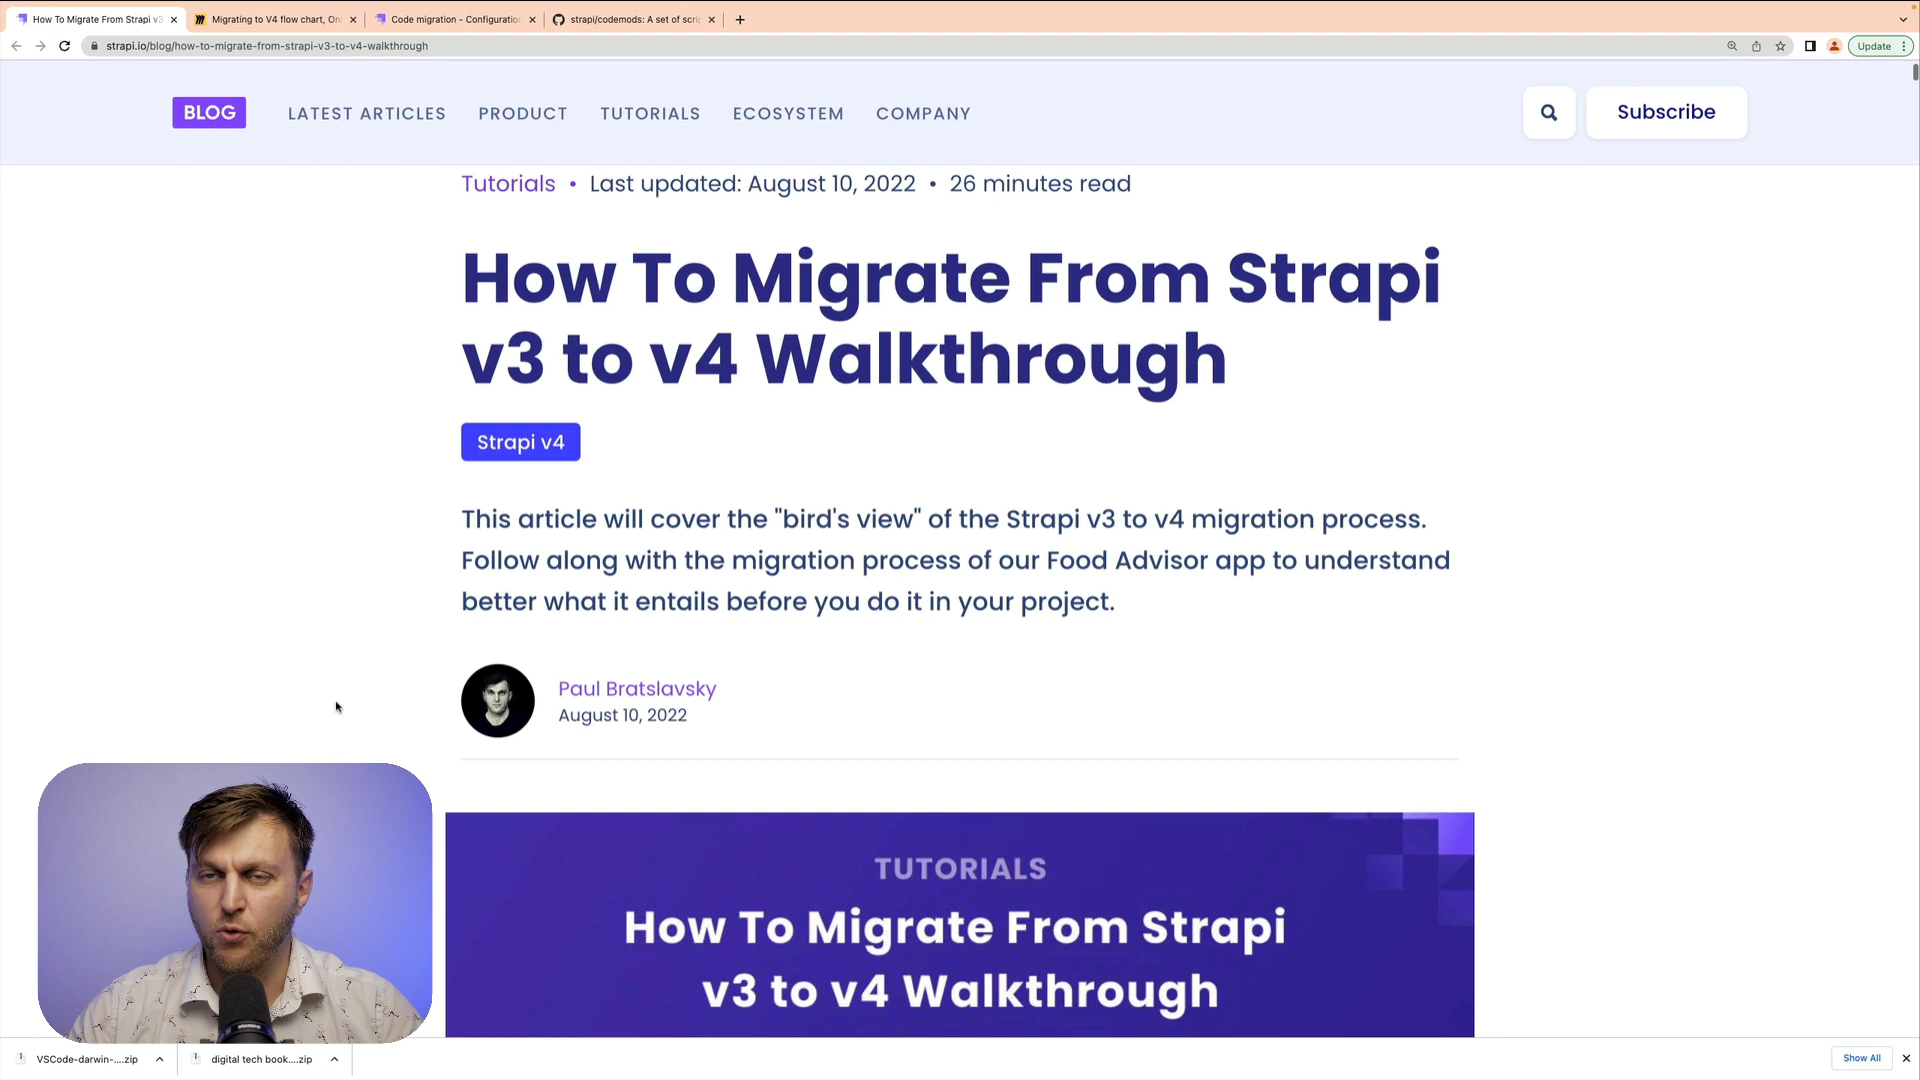 How To Migrate From Strapi v3
Migrating to V4 flow chart, Onl
Code migration - Configuration
strapi/codemods: A set of scrip
strapi.io/blog/how-to-migrate-from-strapi-v3-to-v4-walkthrough
Update
BLOG
LATEST ARTICLES
PRODUCT
TUTORIALS
ECOSYSTEM
COMPANY
Subscribe
Tutorials • Last updated: August 10, 2022 • 26 minutes read
How To Migrate From Strapi
v3 to v4 Walkthrough
Strapi v4
This article will cover the "bird's view" of the Strapi v3 to v4 migration process.
Follow along with the migration process of our Food Advisor app to understand
better what it entails before you do it in your project.
Paul Bratslavsky
August 10, 2022
TUTORIALS
How To Migrate From Strapi
v3 to v4 Walkthrough
VSCode-darwin-....zip
digital tech book....zip
Show All